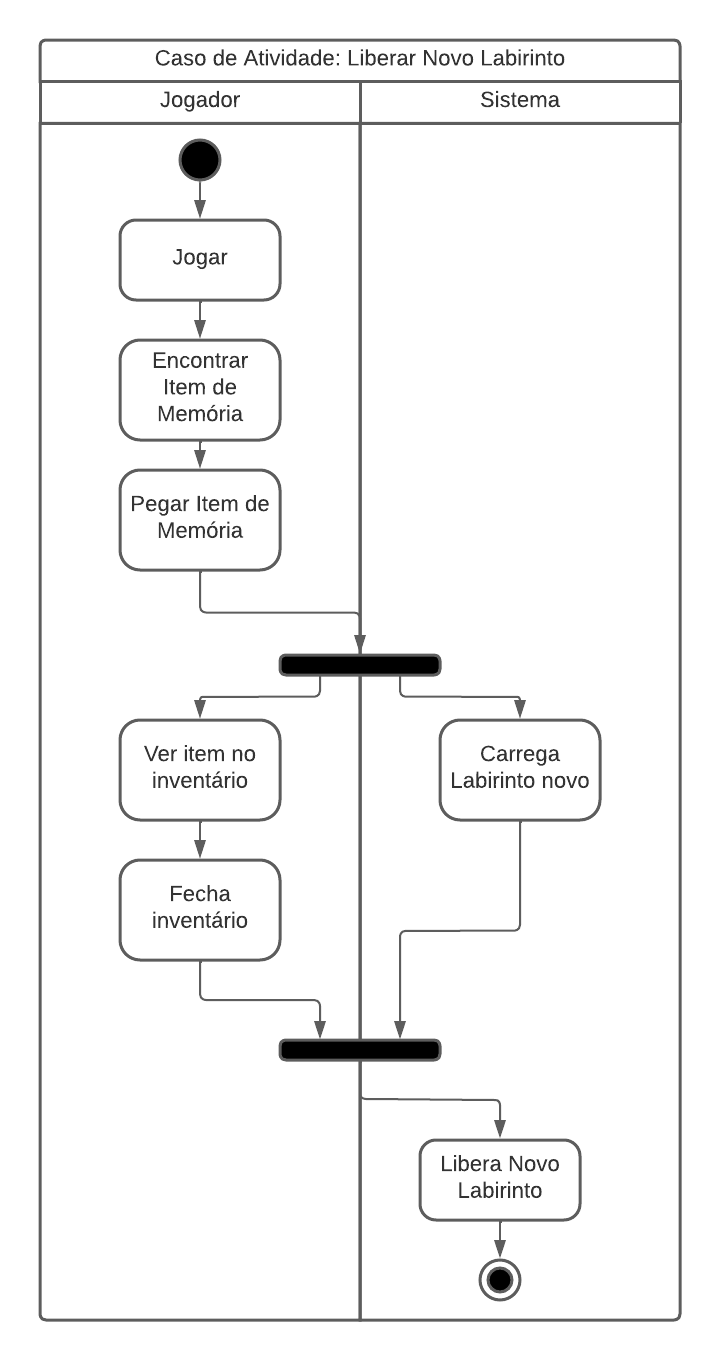 Caso de Atividade: Liberar Novo Labirinto
Jogador
Sistema
Jogar
Encontrar
Item de
Memória
Pegar Item de
Memória
Ver item no
inventário
Carrega
Labirinto novo
Fecha
inventário
Libera Novo
Labirinto